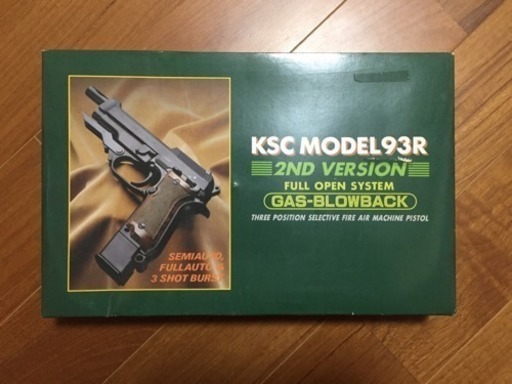 KSC MODEL93R
2ND VERSION
FULL OPEN SYSTEM
GAS-BLOWBACK
THREE POSITION SELECTIVE FIRE AIR MACHINE PISTOL
SEMIAUTO,
FULLAUTO &
3 SHOT BURST